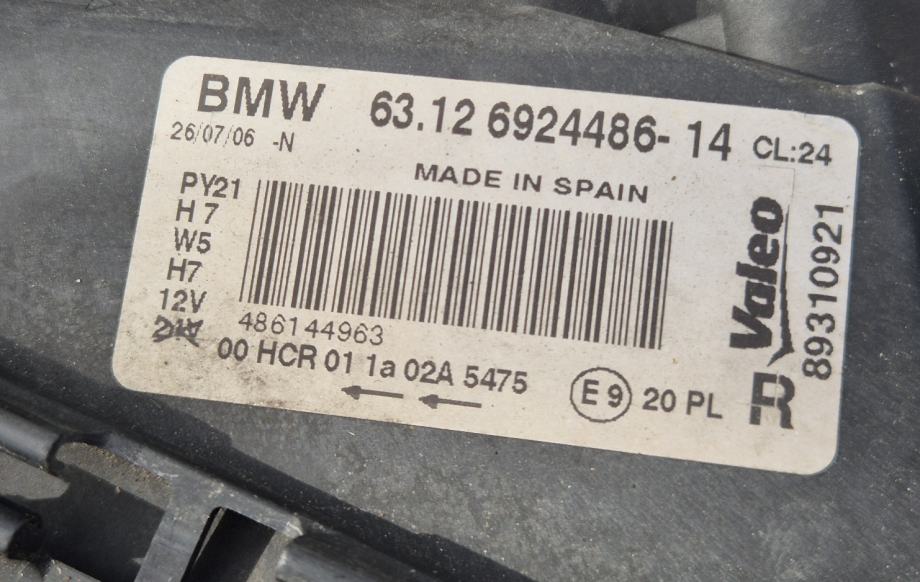 BMW 63.12 6924486-14 CL:24
26/07/06 -N
MADE IN SPAIN
PY21
H7
W5
H7
12V
486144963
00 HCR 01 1a 02A 5475
E 9 20 PL
Valeo
89310921
R